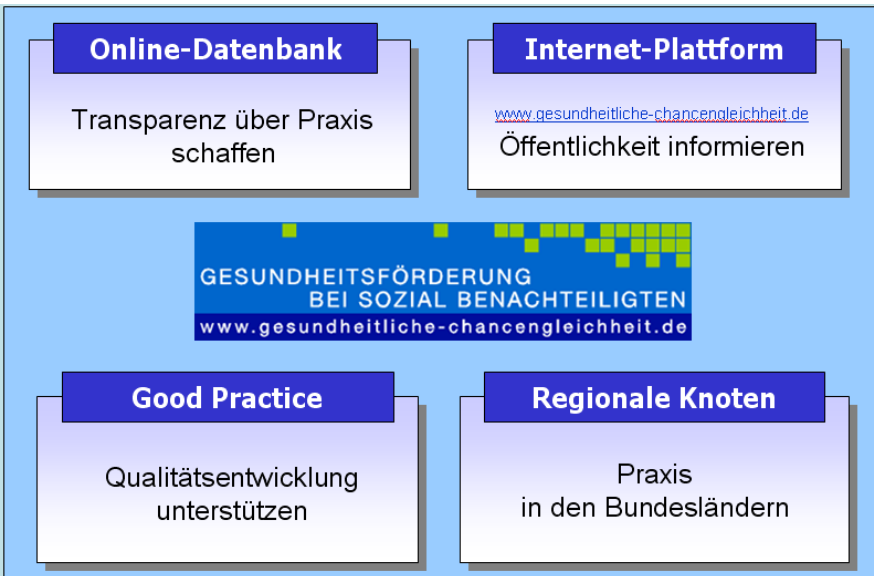 Online-Datenbank
Transparenz über Praxis
schaffen
Internet-Plattform
www.gesundheitliche-chancengleichheit.de
Öffentlichkeit informieren
GESUNDHEITSFÖRDERUNG
BEI SOZIAL BENACHTEILIGTEN
www.gesundheitliche-chancengleichheit.de
Good Practice
Qualitätsentwicklung
unterstützen
Regionale Knoten
Praxis
in den Bundesländern